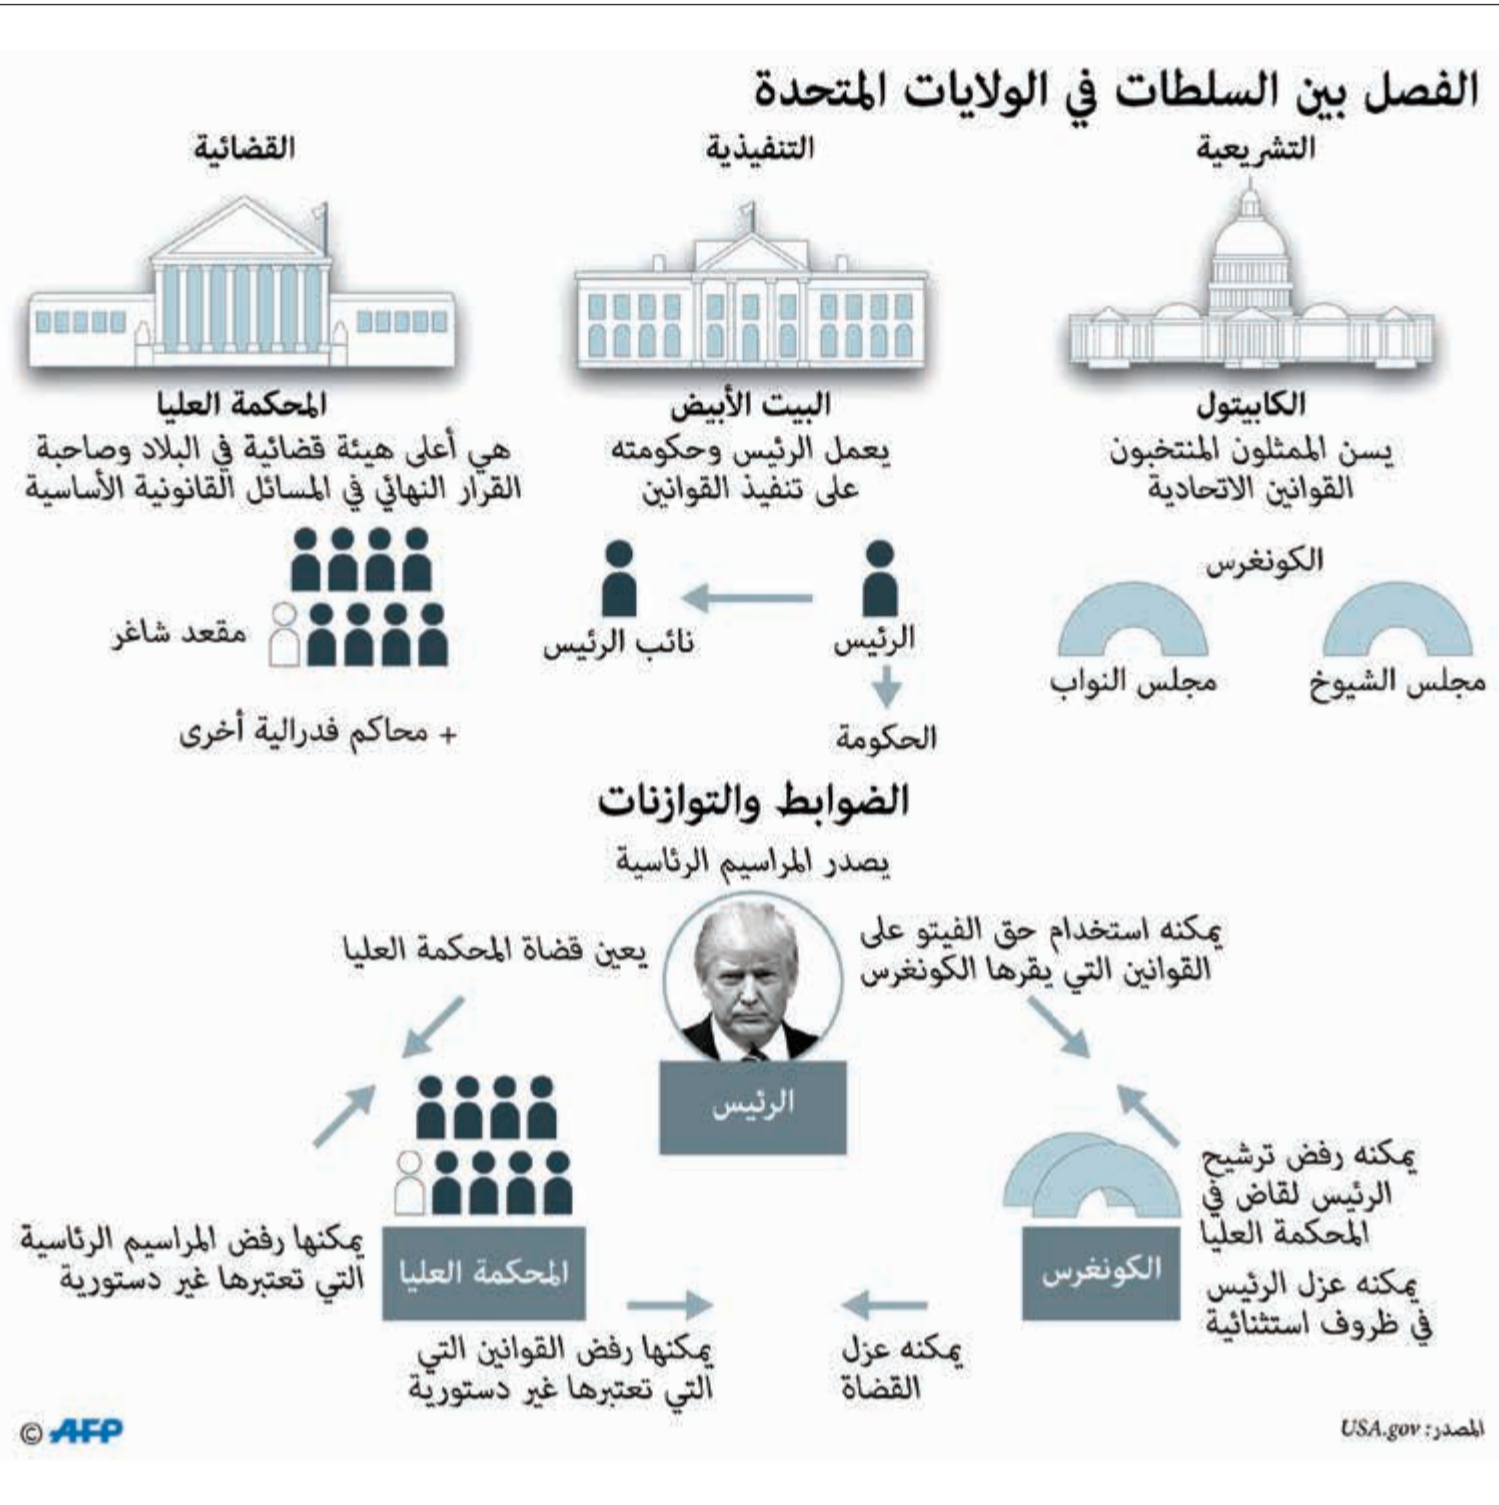 الفصل بين السلطات في الولايات المتحدة
التشريعية
الكابيتول
يسن الممثلون المنتخبون
القوانين الاتحادية
الكونغرس
مجلس الشيوخ
مجلس النواب
التنفيذية
البيت الأبيض
يعمل الرئيس وحكومته
على تنفيذ القوانين
الرئيس
نائب الرئيس
الحكومة
القضائية
المحكمة العليا
هي أعلى هيئة قضائية في البلاد وصاحبة
القرار النهائي في المسائل القانونية الأساسية
مقعد شاغر
+ محاكم فدرالية أخرى
الضوابط والتوازنات
يصدر المراسيم الرئاسية
يمكنه استخدام حق الفيتو على
القوانين التي يقرها الكونغرس
يعين قضاة المحكمة العليا
الرئيس
يمكنه رفض ترشيح
الرئيس لقاض في
المحكمة العليا
يمكنه عزل الرئيس
في ظروف استثنائية
الكونغرس
يمكنه عزل
القضاة
المحكمة العليا
يمكنها رفض المراسيم الرئاسية
التي تعتبرها غير دستورية
يمكنها رفض القوانين التي
التي تعتبرها غير دستورية
المصدر: USA.gov
© AFP